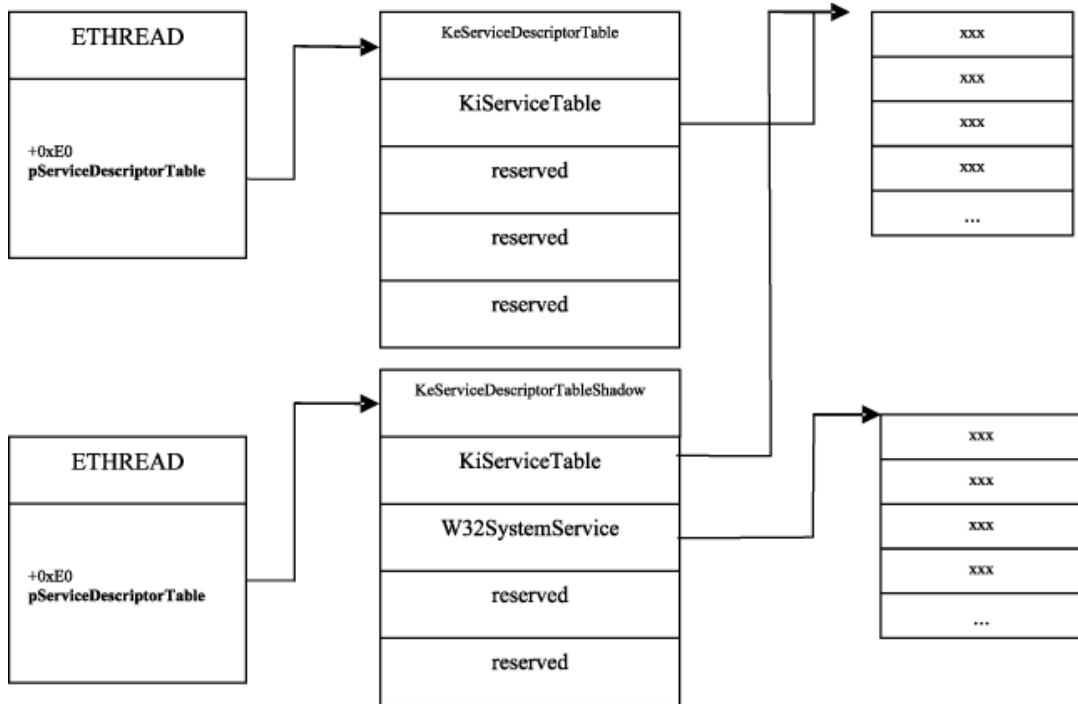 ETHREAD
+0xE0
pServiceDescriptorTable
KeServiceDescriptorTable
KiServiceTable
reserved
reserved
reserved
xxx
xxx
xxx
xxx
...
ETHREAD
+0xE0
pServiceDescriptorTable
KeServiceDescriptorTableShadow
KiServiceTable
W32SystemService
reserved
reserved
xxx
xxx
xxx
xxx
...